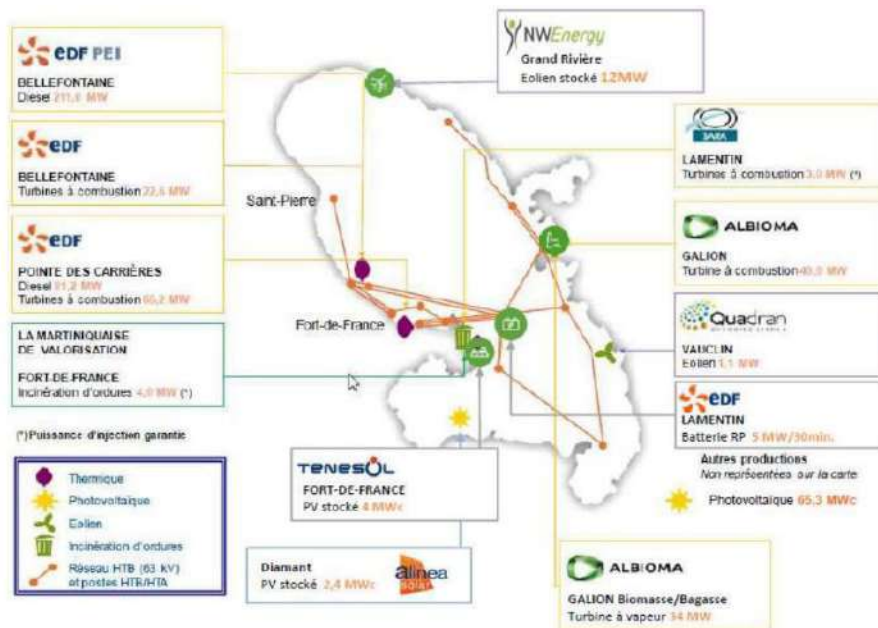 eDF PEI
BELLEFONTAINE
Diesel 211,0 MW
eDF
BELLEFONTAINE
Turbines à combustion 22,6 MW
eDF
POINTE DES CARRIÈRES
Diesel 81,2 MW
Turbines à combustion 65,2 MW
LA MARTINIQUAISE
DE VALORISATION
FORT-DE-FRANCE
Incinération d'ordures 4,0 MW (*)
(*)Puissance d'injection garantie
Thermique
Photovoltaïque
Eolien
Incinération d'ordures
Réseau HTB (63 kV)
et postes HTB/HTA
NWEnergy
Grand Rivière
Eolien stocké 12MW
Saint-Pierre
Fort-de-France
TENESOL
FORT-DE-FRANCE
PV stocké 4 MWc
Diamant
PV stocké 2,4 MWc
alinea
SARA
LAMENTIN
Turbines à combustion 3,0 MW (*)
ALBIOMA
GALION
Turbine à combustion 40,0 MW
Quadran
VAUCLIN
Eolien 1,1 MW
eDF
LAMENTIN
Batterie RP 5 MW/30min.
Autres productions
Non représentées sur la carte
Photovoltaïque 65,3 MWc
ALBIOMA
GALION Biomasse/Bagasse
Turbine à vapeur 34 MW